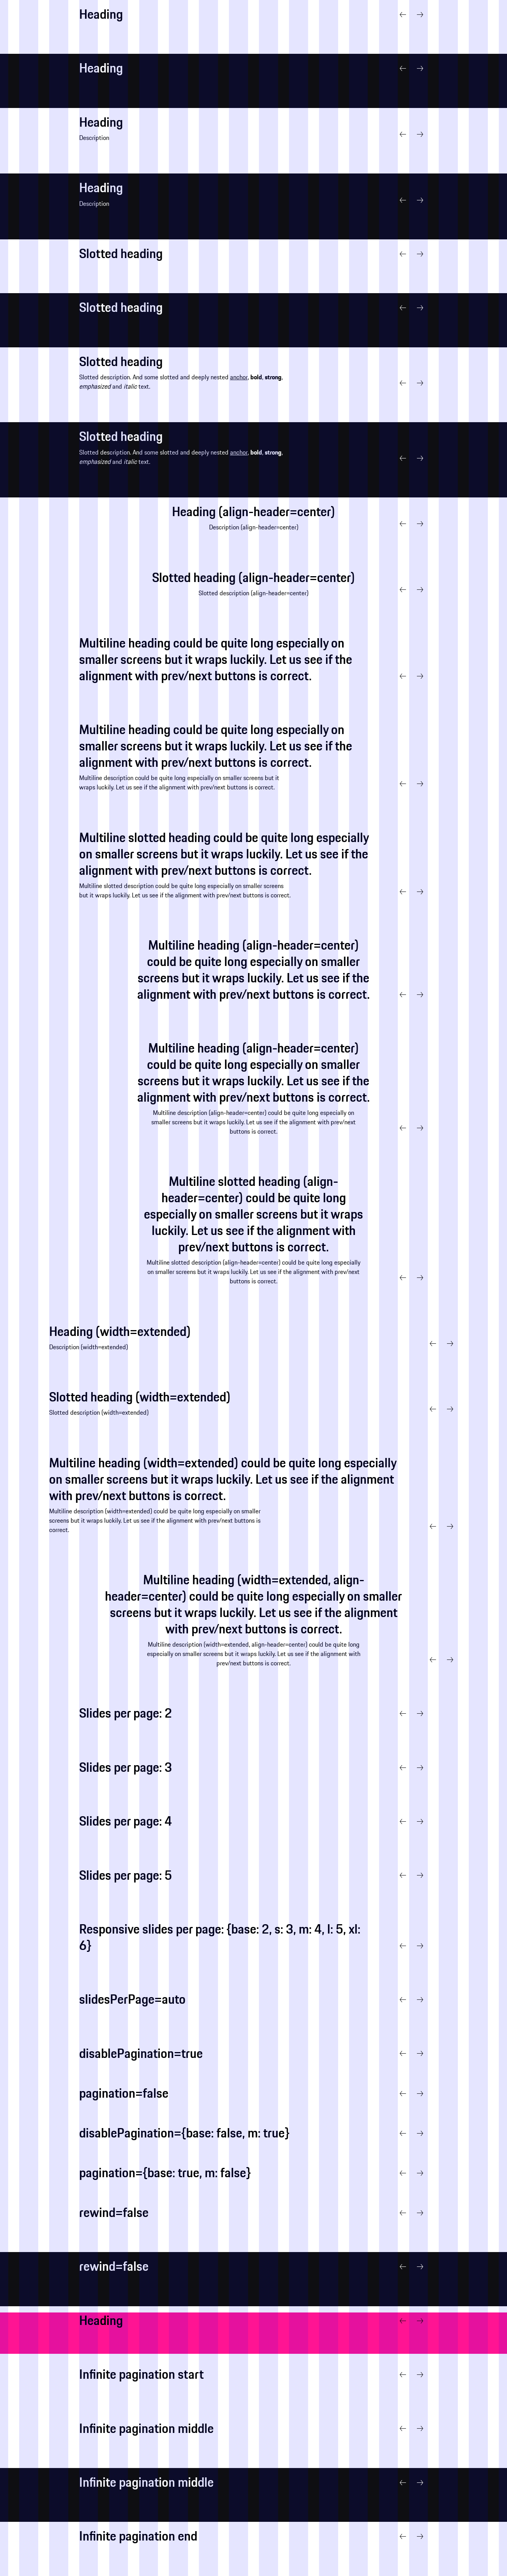 Heading
Heading
Heading
Description
Heading
Description
Slotted heading
Slotted heading
Slotted heading
Slotted description. And some slotted and deeply nested anchor, bold, strong,
emphasized and italic text.
Slotted heading
Slotted description. And some slotted and deeply nested anchor, bold, strong,
emphasized and italic text.
Heading (align-header=center)
Description (align-header=center)
Slotted heading (align-header=center)
Slotted description (align-header=center)
Multiline heading could be quite long especially on
smaller screens but it wraps luckily. Let us see if the
alignment with prev/next buttons is correct.
Multiline heading could be quite long especially on
smaller screens but it wraps luckily. Let us see if the
alignment with prev/next buttons is correct.
Multiline description could be quite long especially on smaller screens but it
wraps luckily. Let us see if the alignment with prev/next buttons is correct.
Multiline slotted heading could be quite long especially
on smaller screens but it wraps luckily. Let us see if the
alignment with prev/next buttons is correct.
Multiline slotted description could be quite long especially on smaller screens
but it wraps luckily. Let us see if the alignment with prev/next buttons is correct.
Multiline heading (align-header=center)
could be quite long especially on smaller
screens but it wraps luckily. Let us see if the
alignment with prev/next buttons is correct.
Multiline heading (align-header=center)
could be quite long especially on smaller
screens but it wraps luckily. Let us see if the
alignment with prev/next buttons is correct.
Multiline description (align-header=center) could be quite long especially on
smaller screens but it wraps luckily. Let us see if the alignment with prev/next
buttons is correct.
Multiline slotted heading (align-
header=center) could be quite long
especially on smaller screens but it wraps
luckily. Let us see if the alignment with
prev/next buttons is correct.
Multiline slotted description (align-header=center) could be quite long especially
on smaller screens but it wraps luckily. Let us see if the alignment with prev/next
buttons is correct.
Heading (width=extended)
Description (width=extended)
Slotted heading (width=extended)
Slotted description (width=extended)
Multiline heading (width=extended) could be quite long especially
on smaller screens but it wraps luckily. Let us see if the alignment
with prev/next buttons is correct.
Multiline description (width=extended) could be quite long especially on smaller
screens but it wraps luckily. Let us see if the alignment with prev/next buttons is
correct.
Multiline heading (width=extended, align-
header=center) could be quite long especially on smaller
screens but it wraps luckily. Let us see if the alignment
with prev/next buttons is correct.
Multiline description (width=extended, align-header=center) could be quite long
especially on smaller screens but it wraps luckily. Let us see if the alignment with
prev/next buttons is correct.
Slides per page: 2
Slides per page: 3
Slides per page: 4
Slides per page: 5
Responsive slides per page: {base: 2, s: 3, m: 4, l: 5, xl:
6}
slidesPerPage=auto
disablePagination=true
pagination=false
disablePagination={base: false, m: true}
pagination={base: true, m: false}
rewind=false
rewind=false
Heading
Infinite pagination start
Infinite pagination middle
Infinite pagination middle
Infinite pagination end